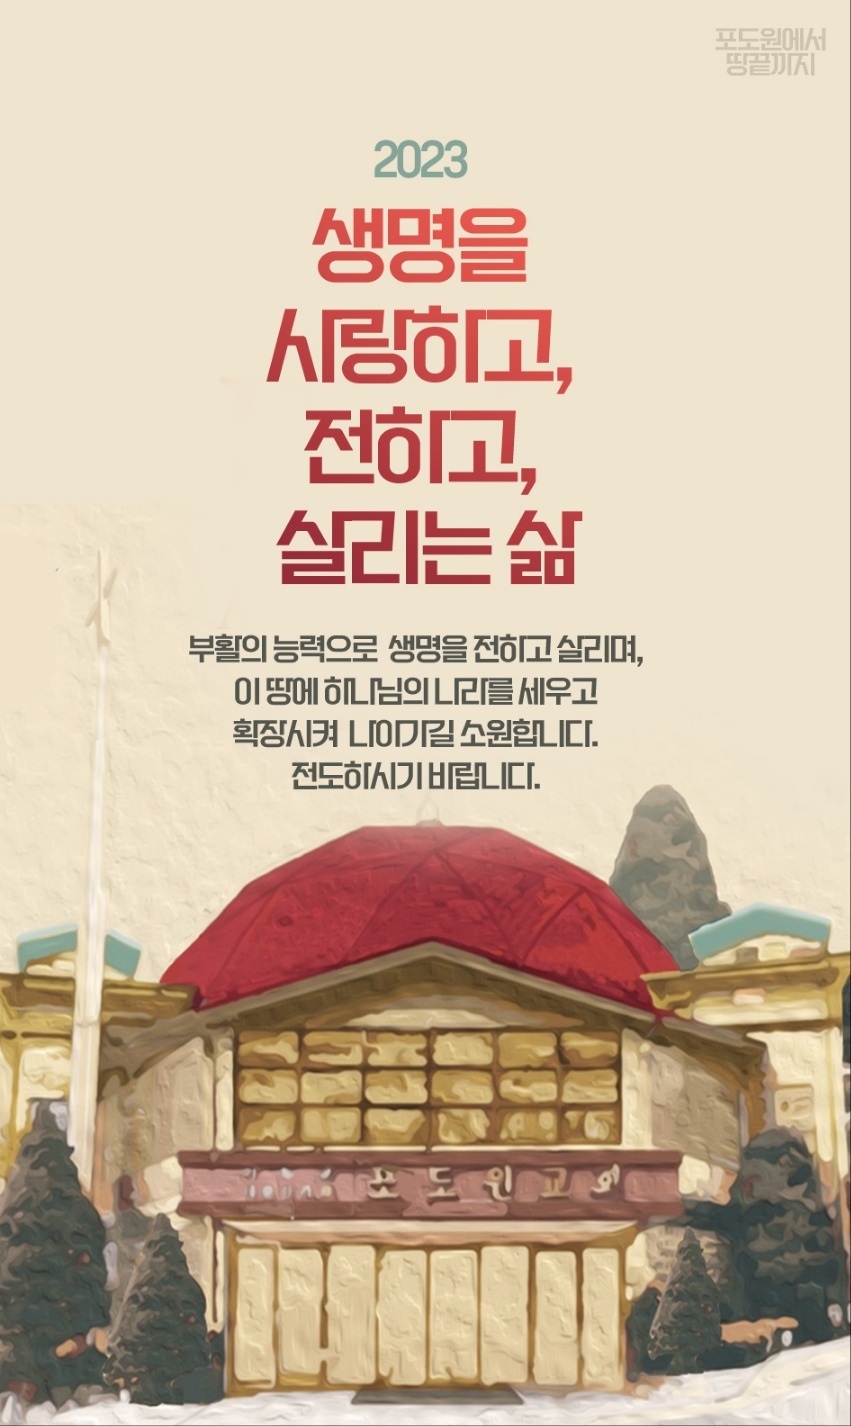 포도원에서
땅끝까지
2023
생명을
사랑하고,
전하고,
살리는 삶
부활의 능력으로 생명을 전하고 살리며,
이 땅에 하나님의 나라를 세우고
확장시켜 나아가길 소원합니다.
전도하시기 바랍니다.
포도원교회